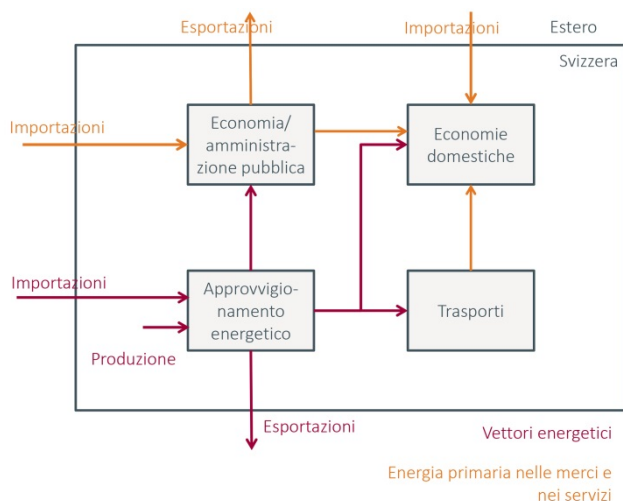 Esportazioni
Importazioni
Estero
Svizzera
Importazioni
Economia/
amministra-
zione pubblica
Economie
domestiche
Importazioni
Approvvigio-
namento
energetico
Trasporti
Produzione
Esportazioni
Vettori energetici
Energia primaria nelle merci e
nei servizi